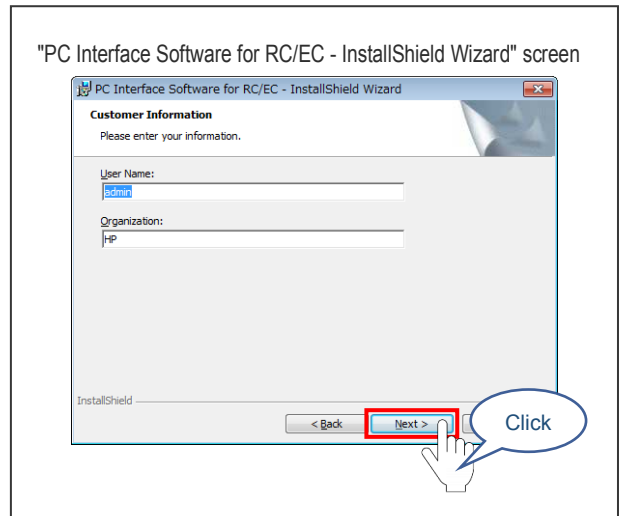 "PC Interface Software for RC/EC - InstallShield Wizard" screen
PC Interface Software for RC/EC - InstallShield Wizard
Customer Information
Please enter your information.
User Name:
admin
Organization:
HP
InstallShield
< Back
Next >
Click